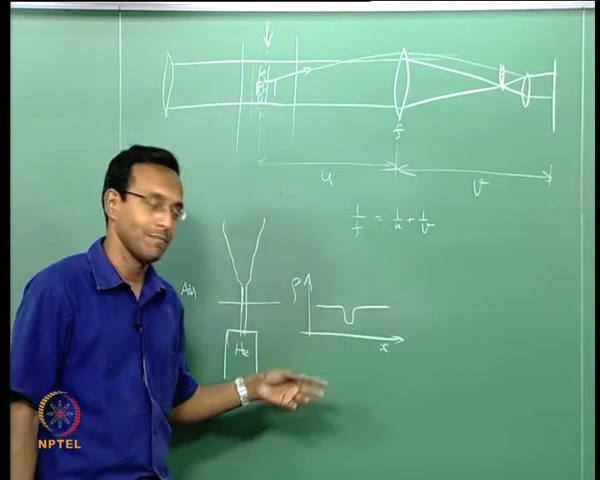 f
u
v
1/f = 1/u + 1/v
Air
ρ
He
x
NPTEL